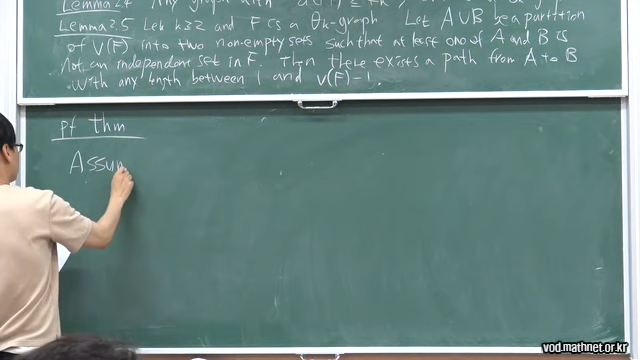 Lemma 2.4 Any graph with
Lemma 2.5 Let k≥2 and F is a θk-graph. Let A∪B be a partition
of V(F) into two non-empty sets such that at least one of A and B is
not an independent set in F. Then there exists a path from A to B
with any length between 1 and v(F)-1.
pf thm
Assum
vod.mathnet.or.kr